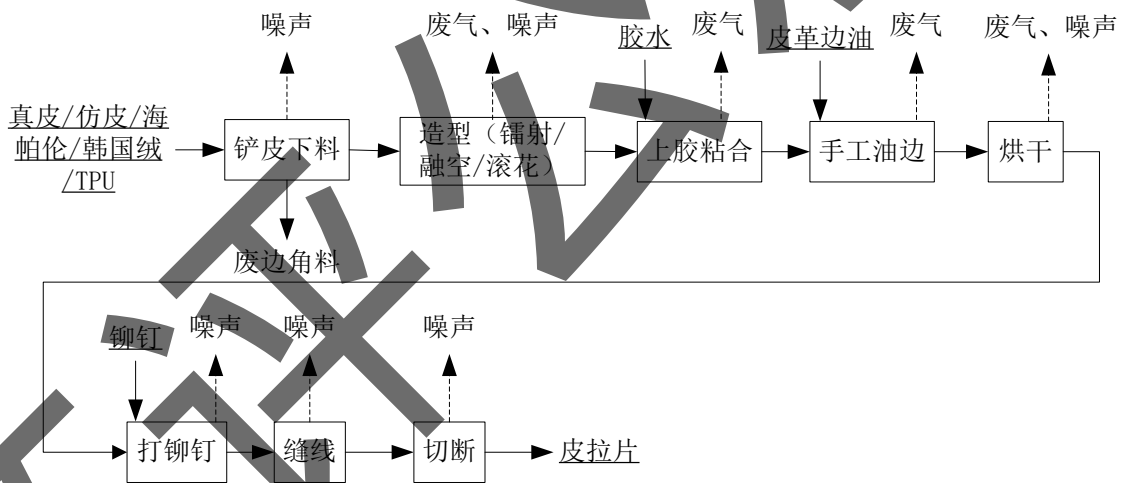 噪声
废气、噪声
胶水
废气
皮革边油
废气
废气、噪声
真皮/仿皮/海
帕伦/韩国绒
/TPU
铲皮下料
造型（镭射/
融空/滚花）
上胶粘合
手工油边
烘干
废边角料
铆钉
噪声
噪声
噪声
打铆钉
缝线
切断
皮拉片